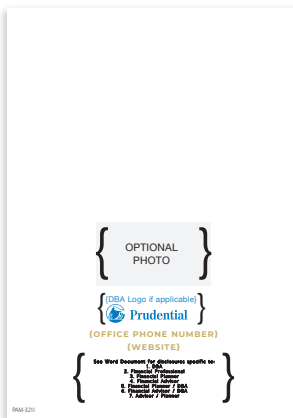 { OPTIONAL
PHOTO }
{ {DBA Logo if applicable}
Prudential }
{OFFICE PHONE NUMBER}
{WEBSITE}
{ See Word Document for disclosures specific to-
1. DBA
2. Financial Professional
3. Financial Planner
4. Financial Advisor
5. Financial Planner / DBA
6. Financial Advisor / DBA
7. Advisor / Planner }
PAM-3211